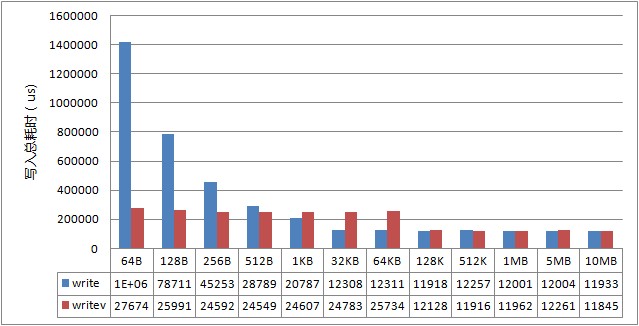 1600000
1400000
1200000
1000000
800000
600000
400000
200000
0
写入总耗时（us）
64B 128B 256B 512B 1KB 32KB 64KB 128K 512K 1MB 5MB 10MB
write 1E+06 78711 45253 28789 20787 12308 12311 11918 12257 12001 12004 11933
writev 27674 25991 24592 24549 24607 24783 25734 12128 11916 11962 12261 11845